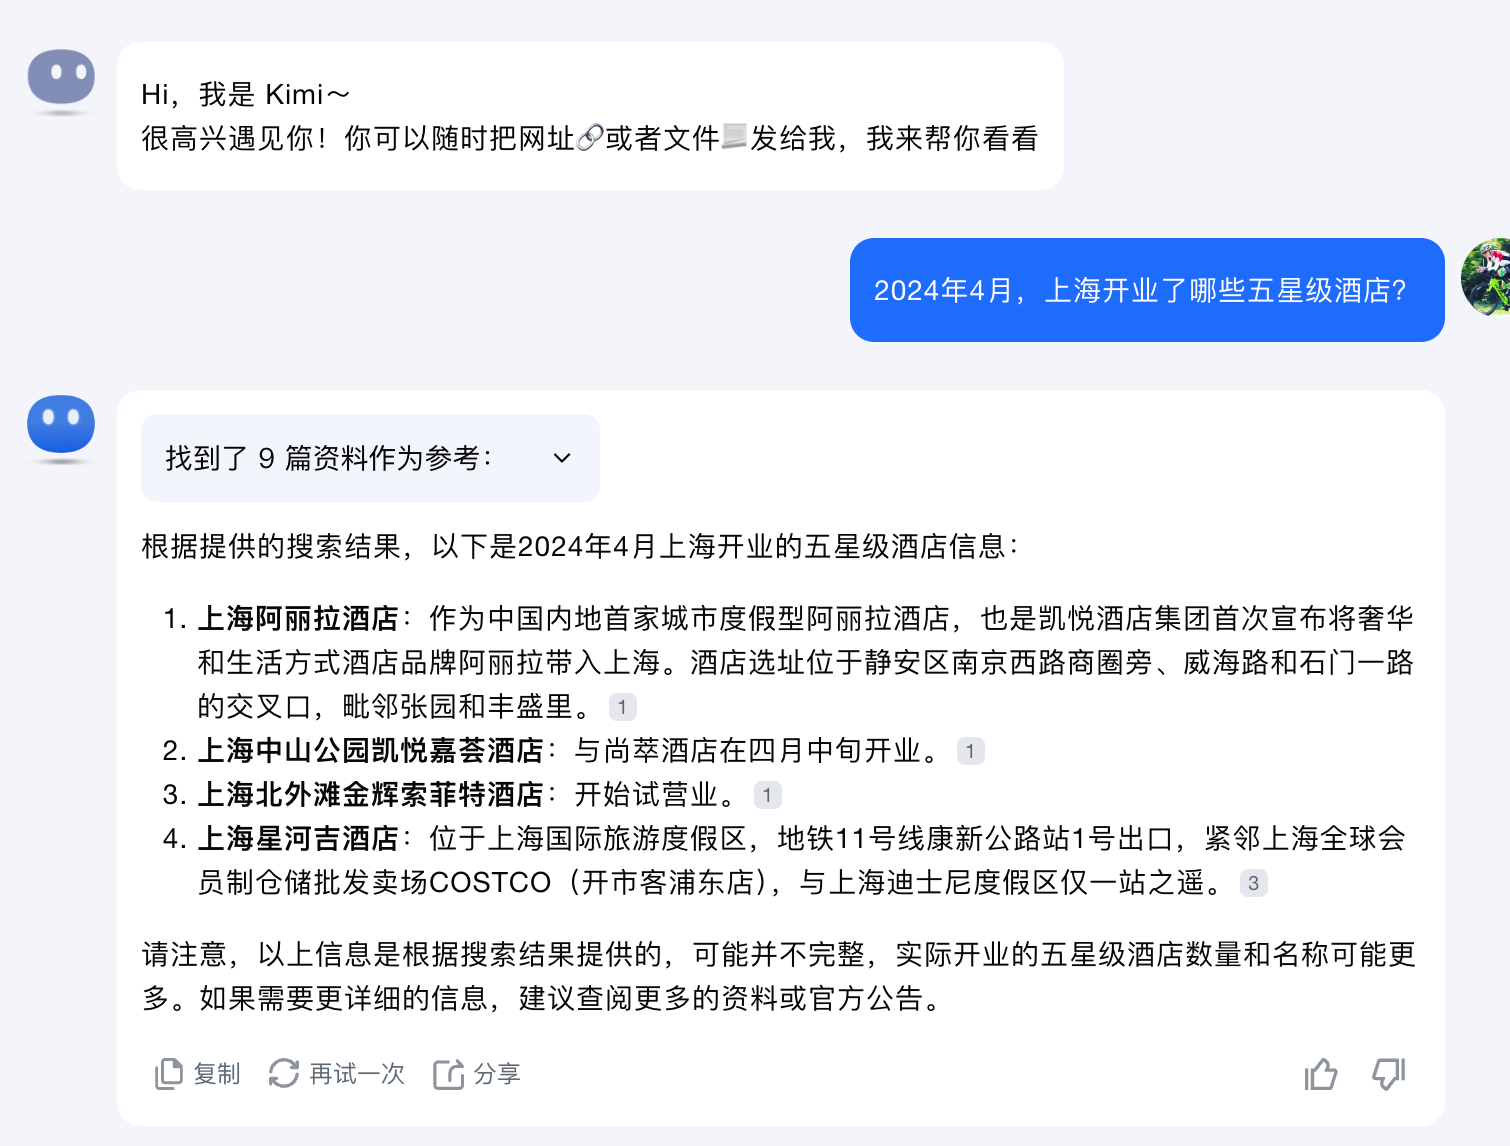 Hi，我是 Kimi～
很高兴遇见你！你可以随时把网址🔗或者文件📃发给我，我来帮你看看
2024年4月，上海开业了哪些五星级酒店？
找到了 9 篇资料作为参考：
根据提供的搜索结果，以下是2024年4月上海开业的五星级酒店信息：
1. 上海阿丽拉酒店：作为中国内地首家城市度假型阿丽拉酒店，也是凯悦酒店集团首次宣布将奢华
和生活方式酒店品牌阿丽拉带入上海。酒店选址位于静安区南京西路商圈旁、威海路和石门一路
的交叉口，毗邻张园和丰盛里。 1
2. 上海中山公园凯悦嘉荟酒店：与尚萃酒店在四月中旬开业。 1
3. 上海北外滩金辉索菲特酒店：开始试营业。 1
4. 上海星河吉酒店：位于上海国际旅游度假区，地铁11号线康新公路站1号出口，紧邻上海全球会
员制仓储批发卖场COSTCO（开市客浦东店），与上海迪士尼度假区仅一站之遥。 3
请注意，以上信息是根据搜索结果提供的，可能并不完整，实际开业的五星级酒店数量和名称可能更
多。如果需要更详细的信息，建议查阅更多的资料或官方公告。
复制 再试一次 分享